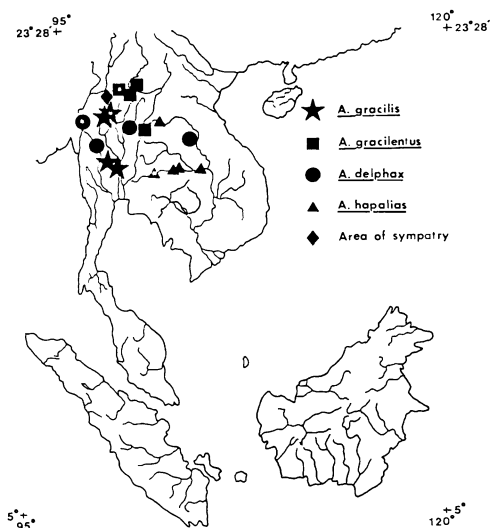 95° 120°
23°28'+ +23°28'
A. gracilis
A. gracilentus
A. delphax
A. hapalias
Area of sympatry
5°+ +5°
95° 120°